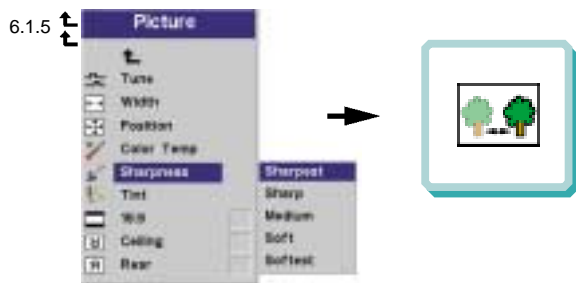 6.1.5
Picture
Tune
Width
Position
Color Temp
Sharpness
Tint
16:9
Ceiling
Rear
Sharpest
Sharp
Medium
Soft
Softest